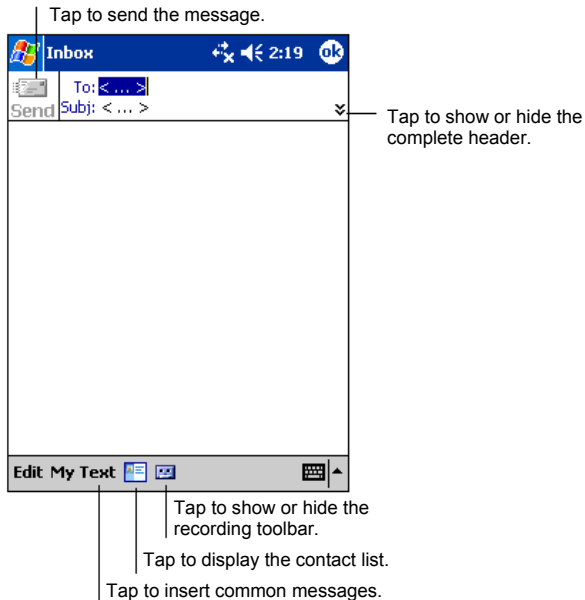 Tap to send the message.
Inbox 2:19 ok
To: < ... >
Send Subj: < ... >
Tap to show or hide the
complete header.
Edit My Text
Tap to show or hide the
recording toolbar.
Tap to display the contact list.
Tap to insert common messages.